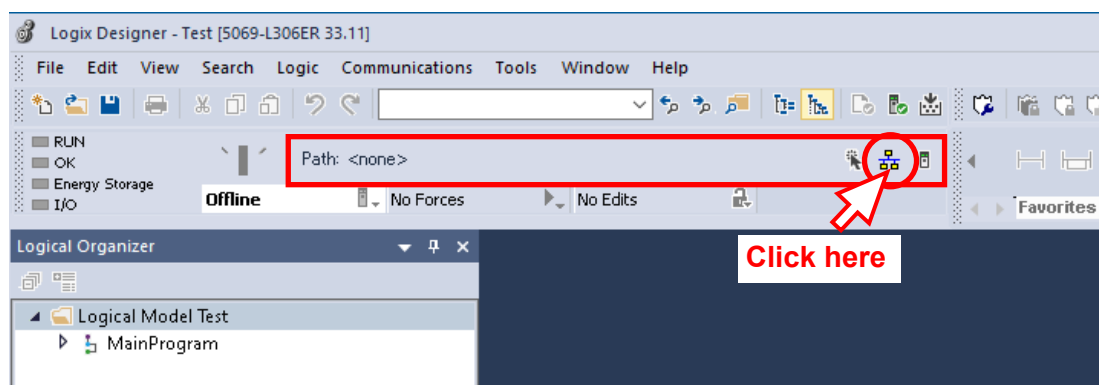 Logix Designer - Test [5069-L306ER 33.11]
File Edit View Search Logic Communications Tools Window Help
RUN
OK
Energy Storage
I/O
Path: <none>
Offline
No Forces
No Edits
Favorites
Click here
Logical Organizer
Logical Model Test
MainProgram